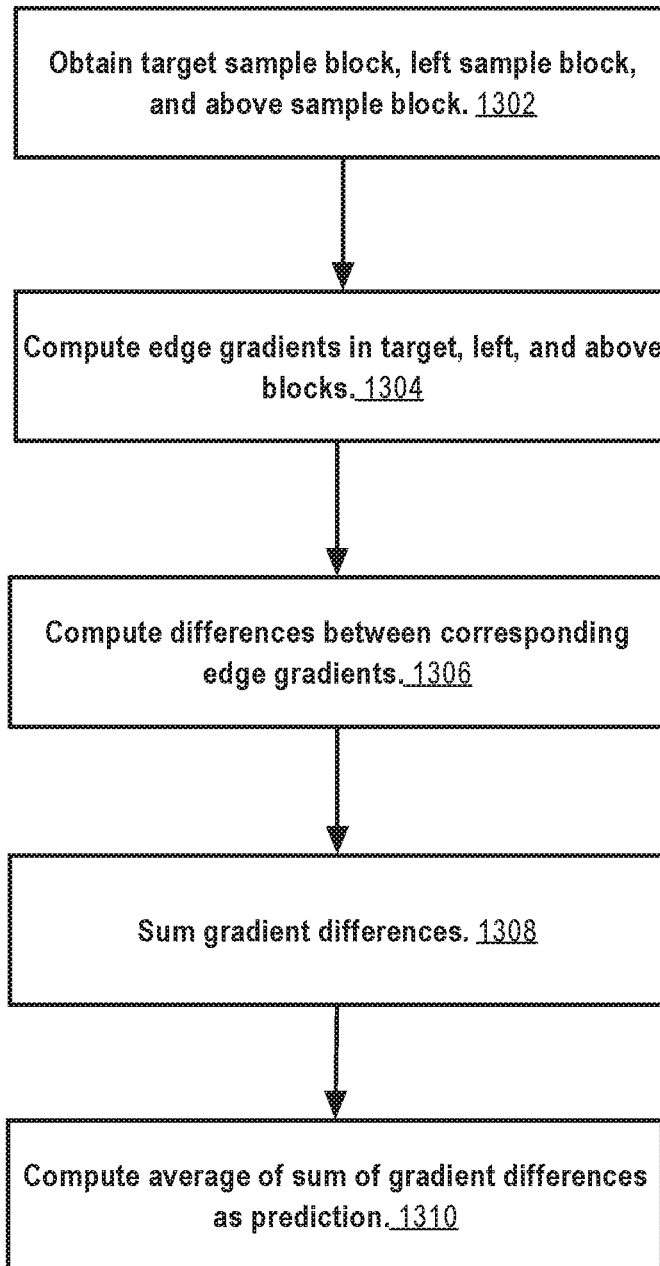 Obtain target sample block, left sample block,
and above sample block. 1302
Compute edge gradients in target, left, and above
blocks. 1304
Compute differences between corresponding
edge gradients. 1306
Sum gradient differences. 1308
Compute average of sum of gradient differences
as prediction. 1310